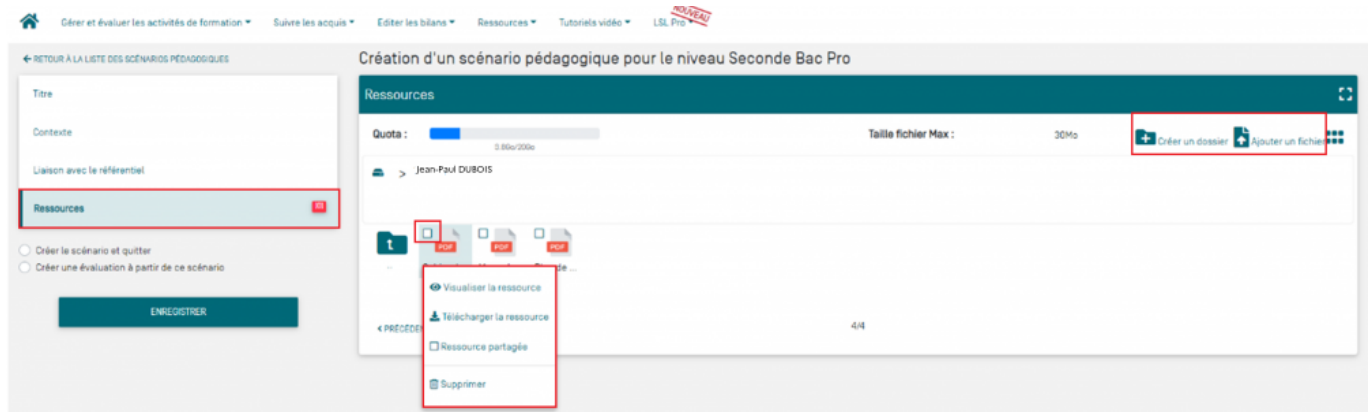 Gérer et évaluer les activités de formation Suivre les acquis Editer les bilans Ressources Tutoriels vidéo LSL Pro NOUVEAU
RETOUR À LA LISTE DES SCÉNARIOS PÉDAGOGIQUES
Création d'un scénario pédagogique pour le niveau Seconde Bac Pro
Titre
Contexte
Liaison avec le référentiel
Ressources
Créer le scénario et quitter
Créer une évaluation à partir de ce scénario
ENREGISTRER
Ressources
Quota : Taille fichier Max : 30Mo Créer un dossier Ajouter un fichier
3.8Go/20Go
> Jean-Paul DUBOIS
t PDF PDF PDF
.. de ...
Visualiser la ressource
Télécharger la ressource
Ressource partagée
Supprimer
4/4